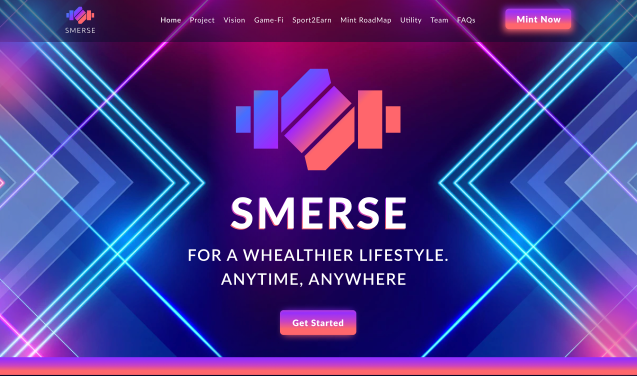 SMERSE
Home Project Vision Game-Fi Sport2Earn Mint RoadMap Utility Team FAQs
Mint Now
SMERSE
FOR A WHEALTHIER LIFESTYLE.
ANYTIME, ANYWHERE
Get Started